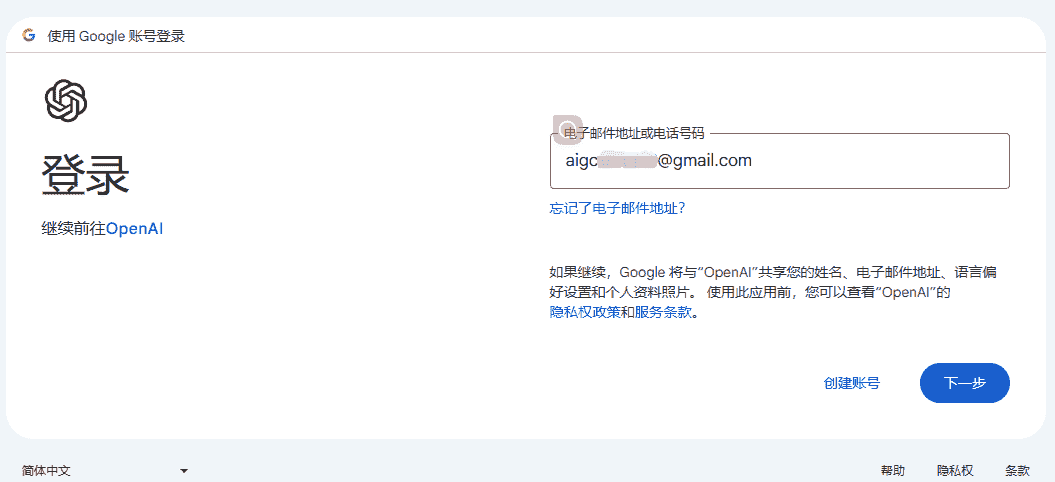 使用 Google 账号登录
登录
继续前往OpenAI
电子邮件地址或电话号码
aigc @gmail.com
忘记了电子邮件地址?
如果继续，Google 将与“OpenAI”共享您的姓名、电子邮件地址、语言偏
好设置和个人资料照片。 使用此应用前，您可以查看“OpenAI”的
隐私权政策和服务条款。
创建账号
下一步
简体中文
帮助
隐私权
条款